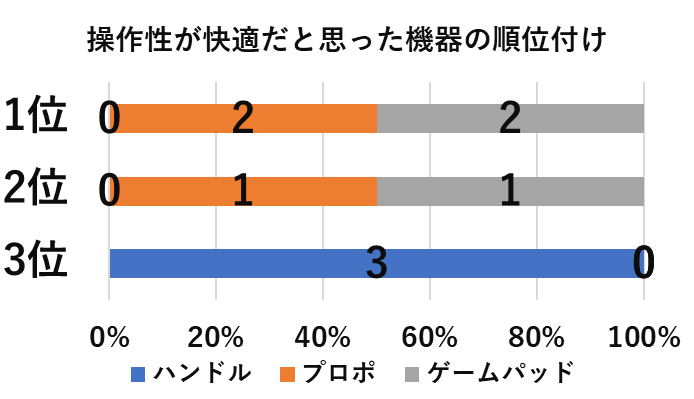 操作性が快適だと思った機器の順位付け
1位 0 2 2
2位 0 1 1
3位 3 0
0% 20% 40% 60% 80% 100%
ハンドル プロポ ゲームパッド